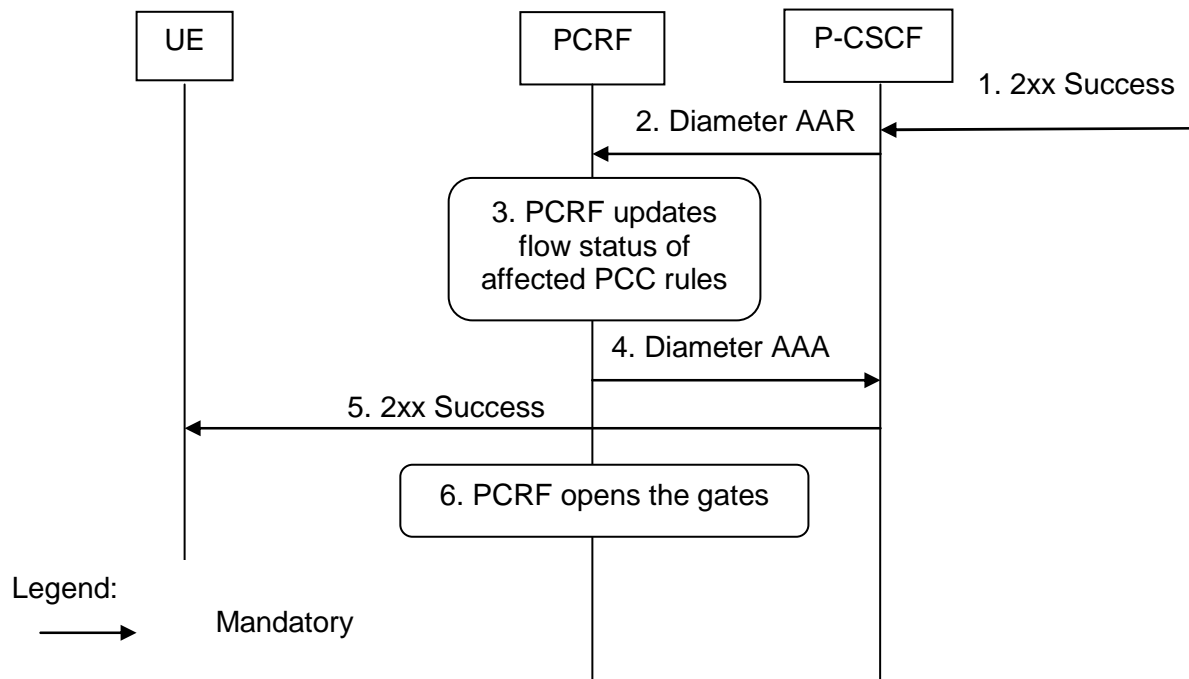 UE
PCRF
P-CSCF
1. 2xx Success
2. Diameter AAR
3. PCRF updates
flow status of
affected PCC rules
4. Diameter AAA
5. 2xx Success
6. PCRF opens the gates
Legend:
Mandatory